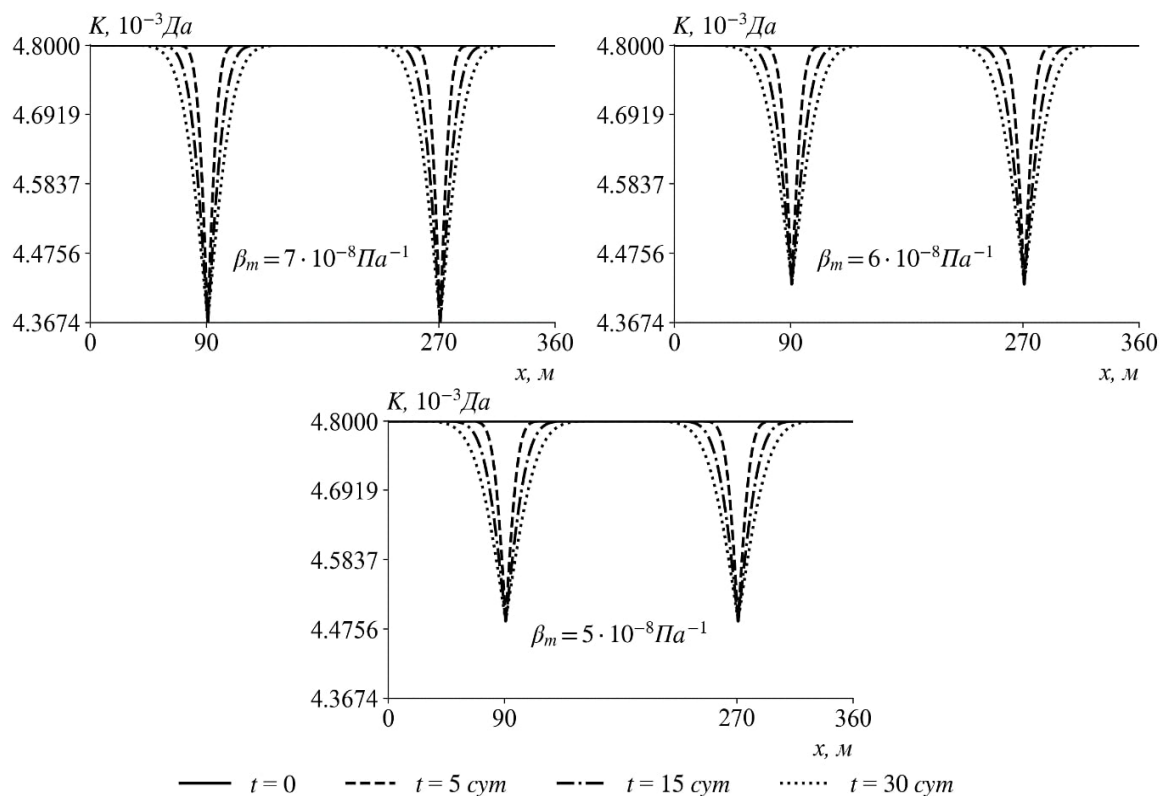 K, 10⁻³Да
4.8000
4.6919
4.5837
4.4756
4.3674
βₘ = 7 · 10⁻⁸Па⁻¹
0 90 270 360
x, м
K, 10⁻³Да
4.8000
4.6919
4.5837
4.4756
4.3674
βₘ = 6 · 10⁻⁸Па⁻¹
0 90 270 360
x, м
K, 10⁻³Да
4.8000
4.6919
4.5837
4.4756
4.3674
βₘ = 5 · 10⁻⁸Па⁻¹
0 90 270 360
x, м
t = 0 t = 5 сут t = 15 сут t = 30 сут